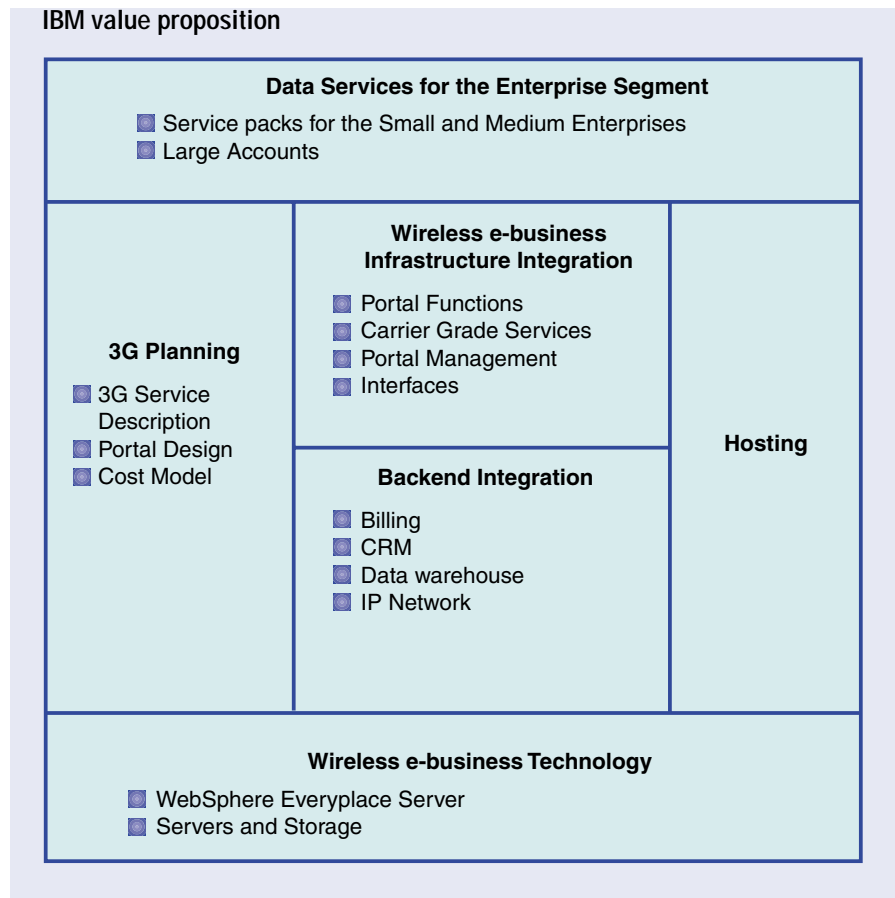 IBM value proposition
Data Services for the Enterprise Segment
Service packs for the Small and Medium Enterprises
Large Accounts
3G Planning
3G Service
Description
Portal Design
Cost Model
Wireless e-business
Infrastructure Integration
Portal Functions
Carrier Grade Services
Portal Management
Interfaces
Backend Integration
Billing
CRM
Data warehouse
IP Network
Hosting
Wireless e-business Technology
WebSphere Everyplace Server
Servers and Storage